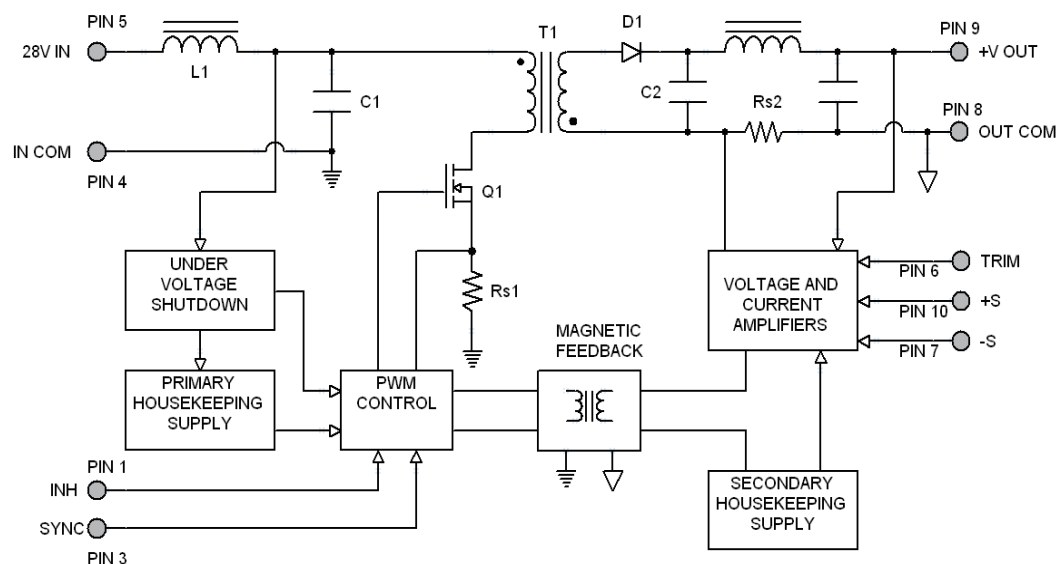 PIN 5
28V IN
L1
C1
IN COM
PIN 4
T1
D1
C2
Rs2
PIN 9
+V OUT
PIN 8
OUT COM
Q1
Rs1
UNDER
VOLTAGE
SHUTDOWN
PRIMARY
HOUSEKEEPING
SUPPLY
PWM
CONTROL
MAGNETIC
FEEDBACK
VOLTAGE AND
CURRENT
AMPLIFIERS
PIN 6
TRIM
PIN 10
+S
PIN 7
-S
SECONDARY
HOUSEKEEPING
SUPPLY
PIN 1
INH
SYNC
PIN 3